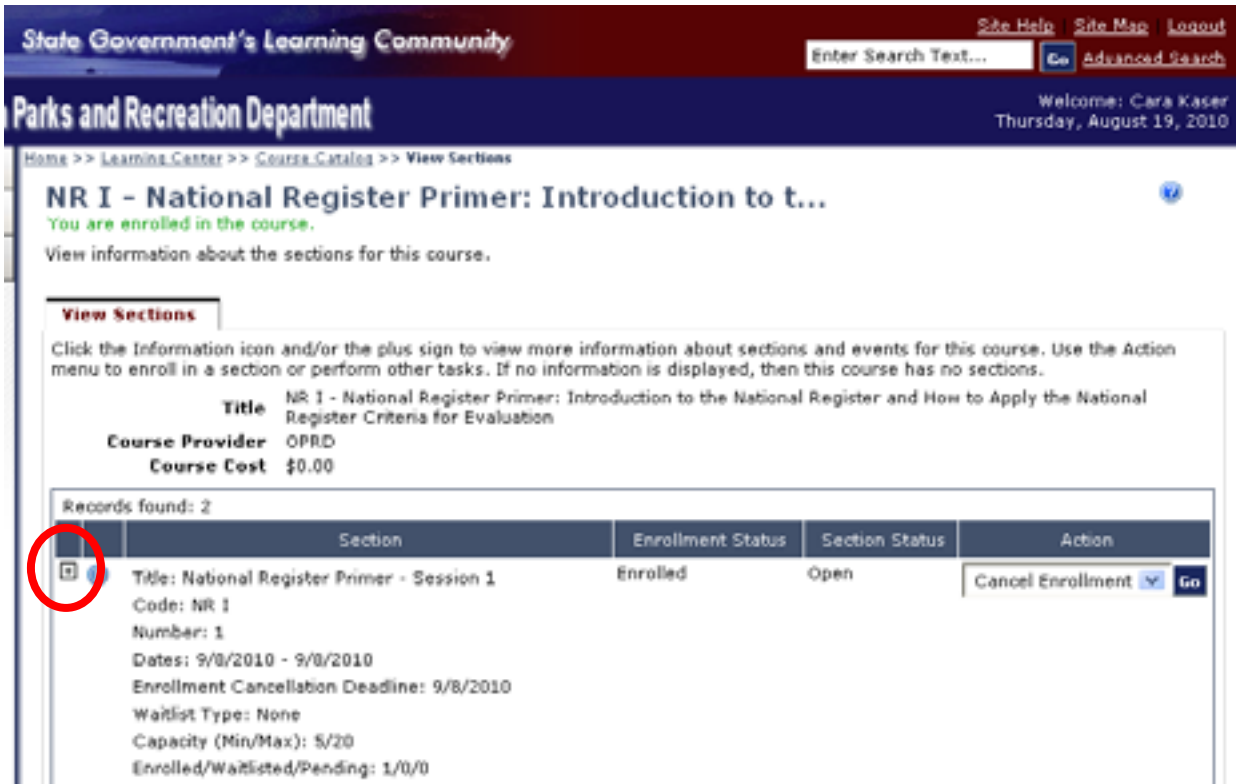 State Government's Learning Community
Site Help Site Map Logout
Enter Search Text... Go Advanced Search
Parks and Recreation Department
Welcome: Cara Kaser
Thursday, August 19, 2010
Home >> Learning Center >> Course Catalog >> View Sections
NR I - National Register Primer: Introduction to t...
You are enrolled in the course.
View information about the sections for this course.
View Sections
Click the Information icon and/or the plus sign to view more information about sections and events for this course. Use the Action
menu to enroll in a section or perform other tasks. If no information is displayed, then this course has no sections.
Title NR I - National Register Primer: Introduction to the National Register and How to Apply the National
Register Criteria for Evaluation
Course Provider OPRD
Course Cost $0.00
Records found: 2
Section Enrollment Status Section Status Action
Title: National Register Primer - Session 1 Enrolled Open Cancel Enrollment Go
Code: NR I
Number: 1
Dates: 9/8/2010 - 9/8/2010
Enrollment Cancellation Deadline: 9/8/2010
Waitlist Type: None
Capacity (Min/Max): 5/20
Enrolled/Waitlisted/Pending: 1/0/0